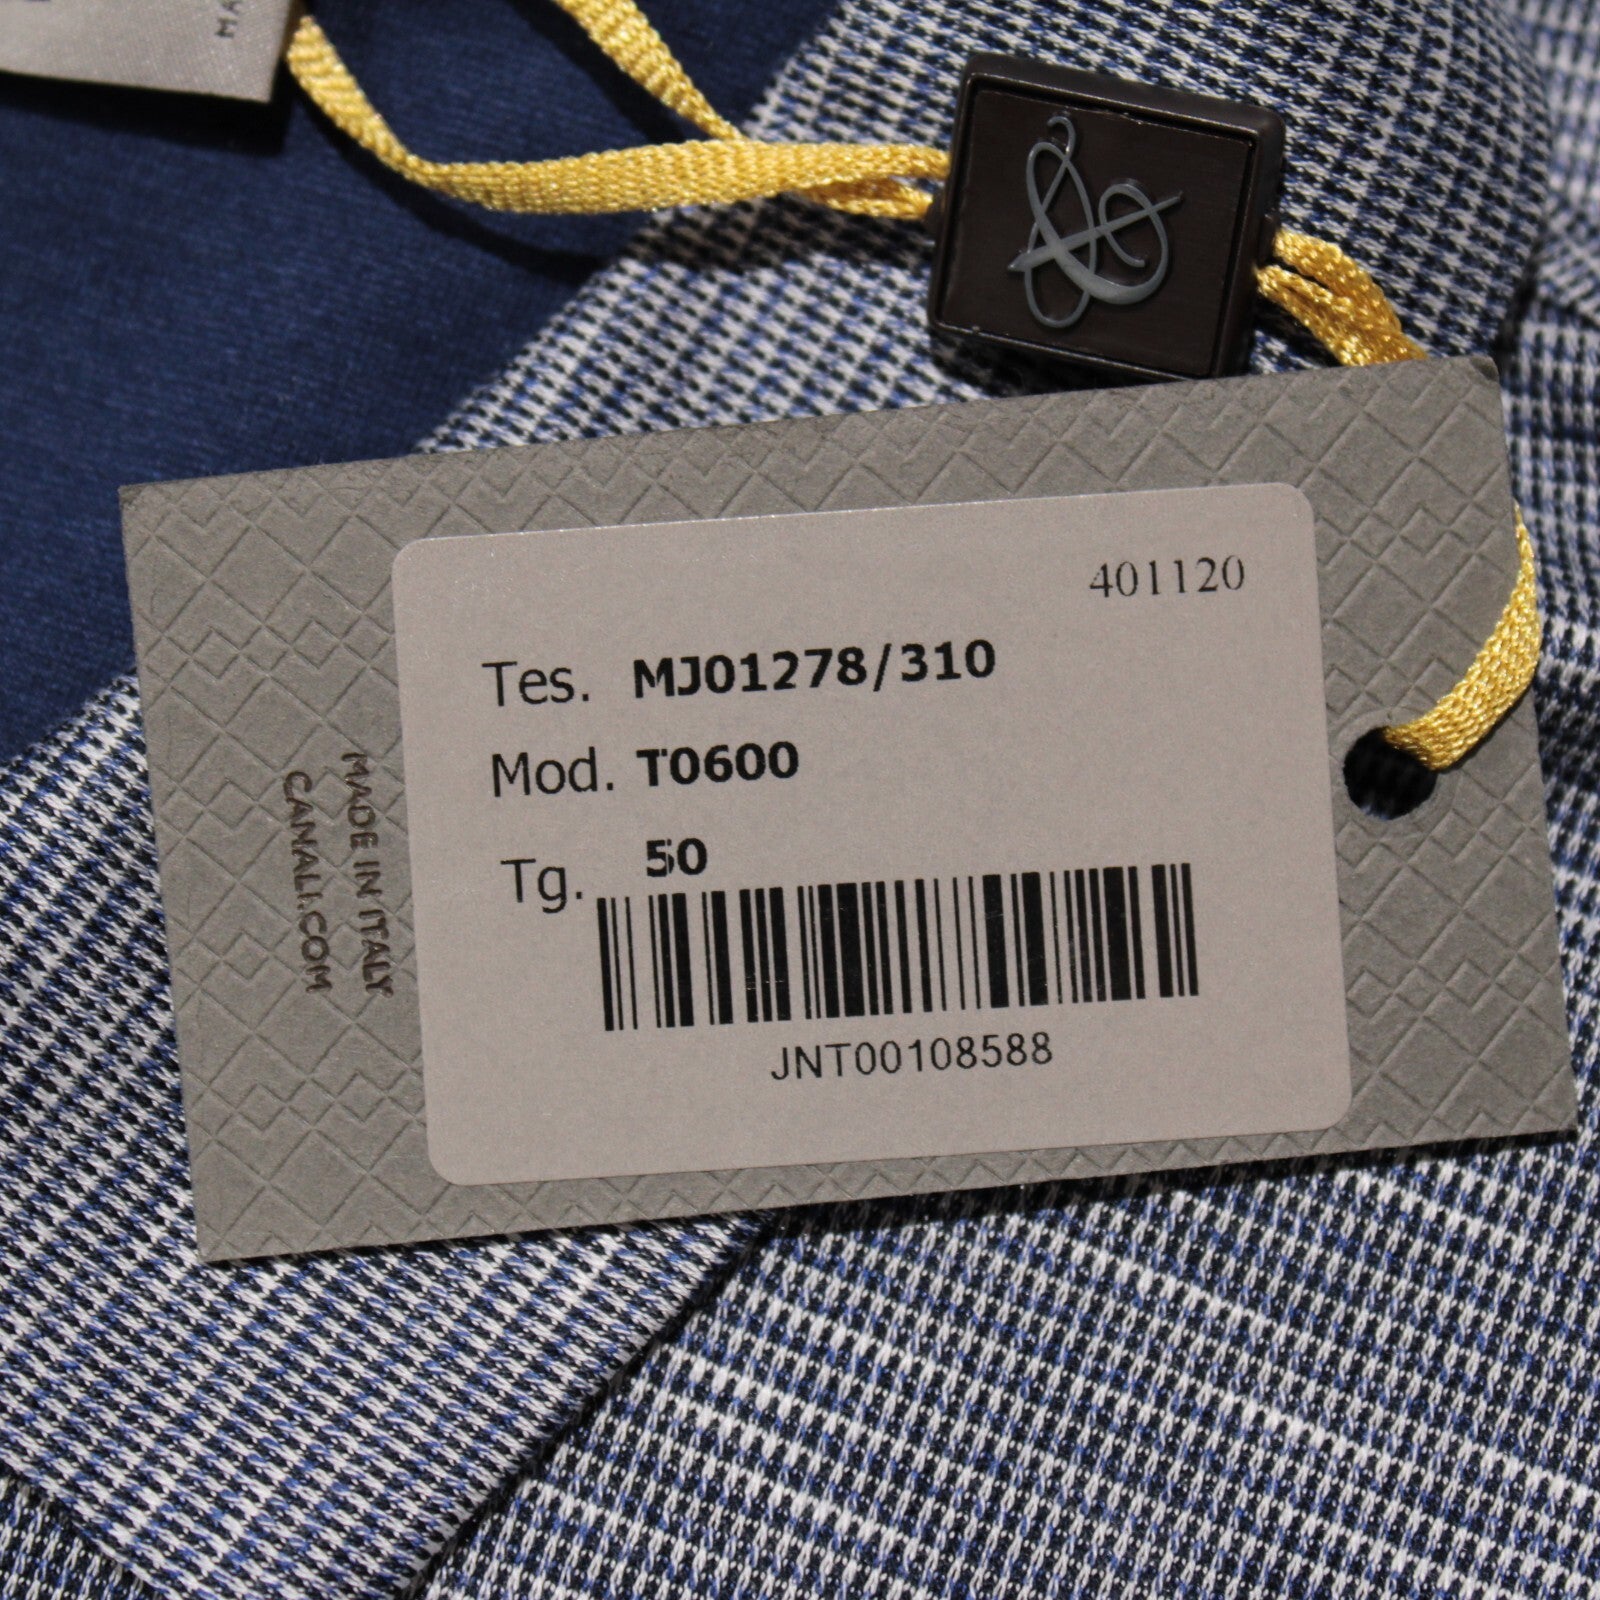 401120
Tes. MJ01278/310
Mod. T0600
Tg. 50
JNT00108588
MADE IN ITALY
CANALI.COM